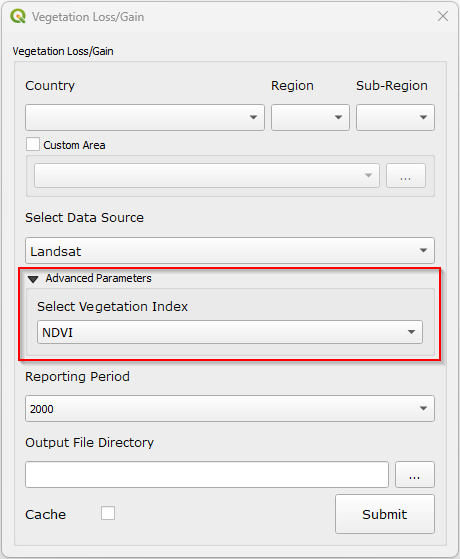 Vegetation Loss/Gain
Vegetation Loss/Gain
Country Region Sub-Region
Custom Area
...
Select Data Source
Landsat
Advanced Parameters
Select Vegetation Index
NDVI
Reporting Period
2000
Output File Directory
...
Cache Submit